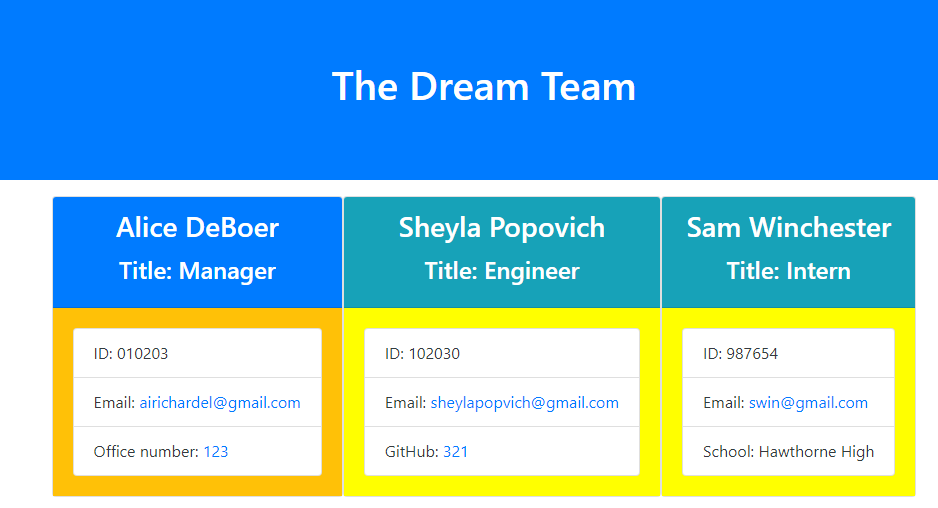 The Dream Team
Alice DeBoer
Title: Manager
ID: 010203
Email: airichardel@gmail.com
Office number: 123
Sheyla Popovich
Title: Engineer
ID: 102030
Email: sheylapopvich@gmail.com
GitHub: 321
Sam Winchester
Title: Intern
ID: 987654
Email: swin@gmail.com
School: Hawthorne High